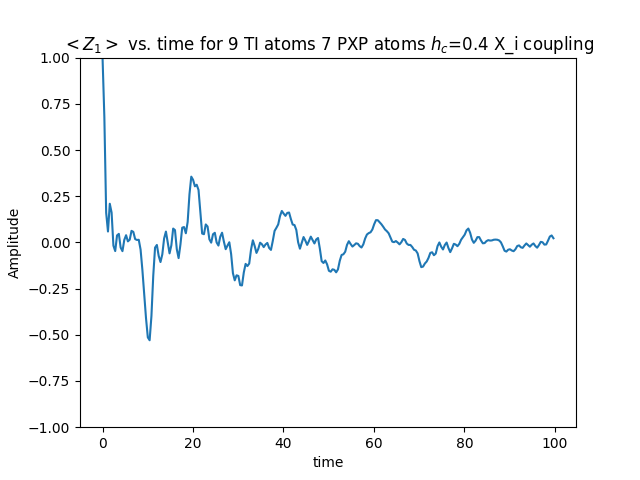 < Z₁ > vs. time for 9 TI atoms 7 PXP atoms h_c=0.4 X_i coupling
1.00
0.75
0.50
0.25
0.00
−0.25
−0.50
−0.75
−1.00
Amplitude
0 20 40 60 80 100
time